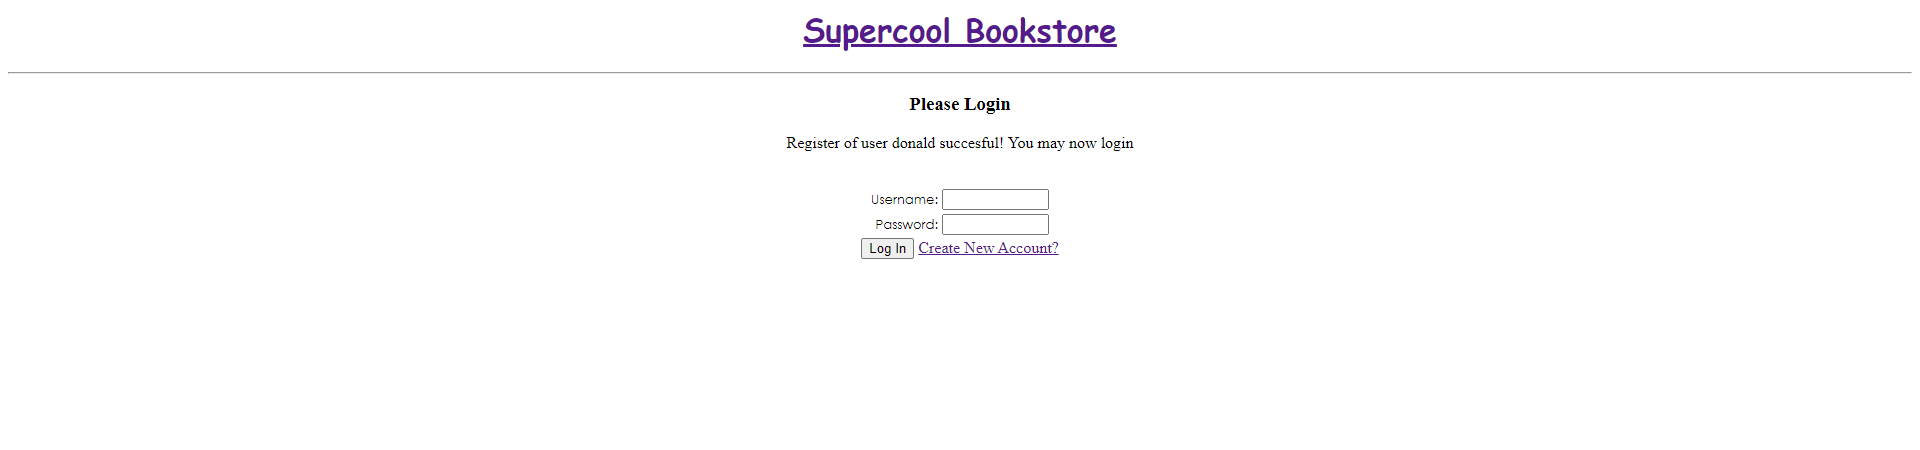 Supercool Bookstore
Please Login
Register of user donald succesful! You may now login
Username:
Password:
Log In Create New Account?